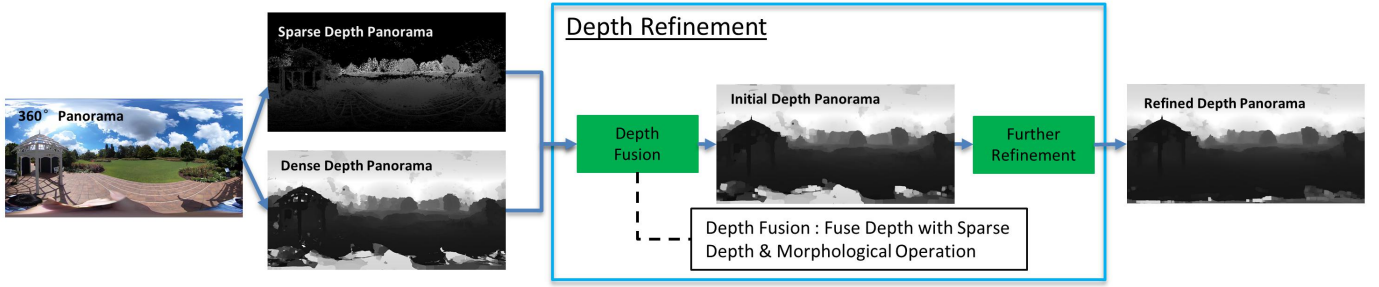 360° Panorama
Sparse Depth Panorama
Dense Depth Panorama
Depth Refinement
Depth
Fusion
Initial Depth Panorama
Further
Refinement
Refined Depth Panorama
Depth Fusion : Fuse Depth with Sparse
Depth & Morphological Operation